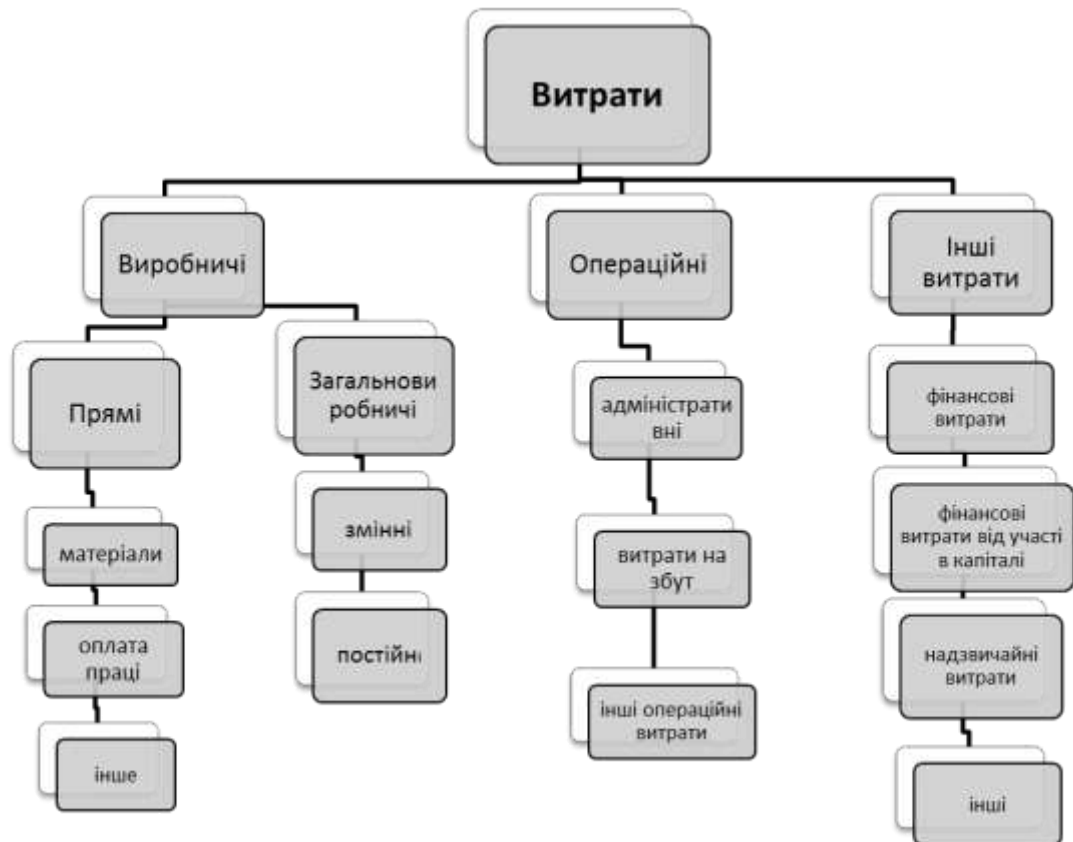 Витрати
Виробничі
Операційні
Інші
витрати
Прямі
Загальнови
робничі
матеріали
оплата
праці
інше
змінні
постійні
адміністрати
вні
витрати на
збут
інші операційні
витрати
фінансові
витрати
фінансові
витрати від участі
в капіталі
надзвичайні
витрати
інші